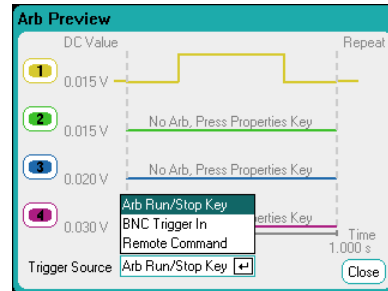 Arb Preview
DC Value
Repeat
1
0.015 V
2
0.015 V
No Arb, Press Properties Key
3
0.020 V
No Arb, Press Properties Key
4
0.030 V
Properties Key
Arb Run/Stop Key
BNC Trigger In
Remote Command
Time
1.000 s
Trigger Source
Arb Run/Stop Key
Close